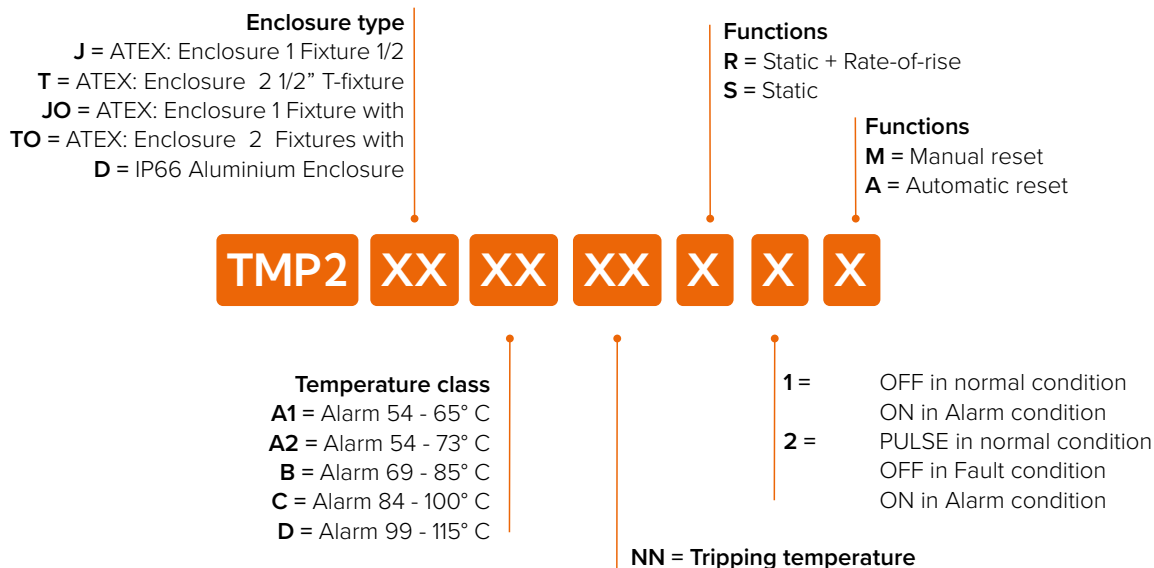 Enclosure type
J = ATEX: Enclosure 1 Fixture 1/2
T = ATEX: Enclosure 2 1/2” T-fixture
JO = ATEX: Enclosure 1 Fixture with
TO = ATEX: Enclosure 2 Fixtures with
D = IP66 Aluminium Enclosure
Functions
R = Static + Rate-of-rise
S = Static
Functions
M = Manual reset
A = Automatic reset
TMP2 XX XX XX X X X
Temperature class
A1 = Alarm 54 - 65° C
A2 = Alarm 54 - 73° C
B = Alarm 69 - 85° C
C = Alarm 84 - 100° C
D = Alarm 99 - 115° C
1 = OFF in normal condition
ON in Alarm condition
2 = PULSE in normal condition
OFF in Fault condition
ON in Alarm condition
NN = Tripping temperature